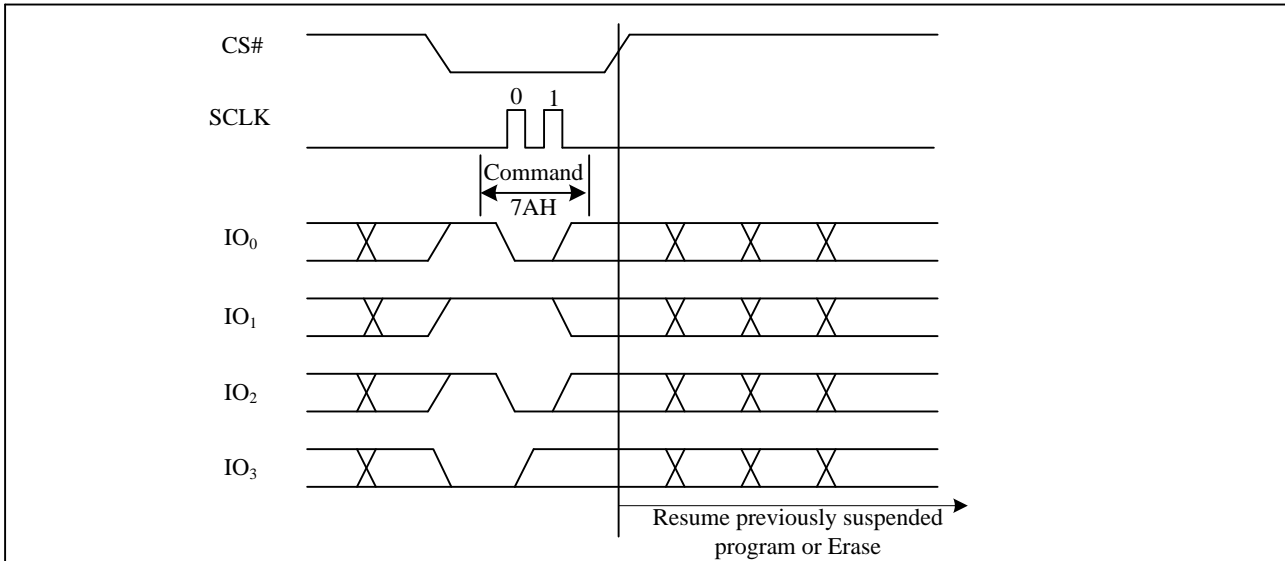 CS#
0 1
SCLK
Command
7AH
IO₀
IO₁
IO₂
IO₃
Resume previously suspended
program or Erase